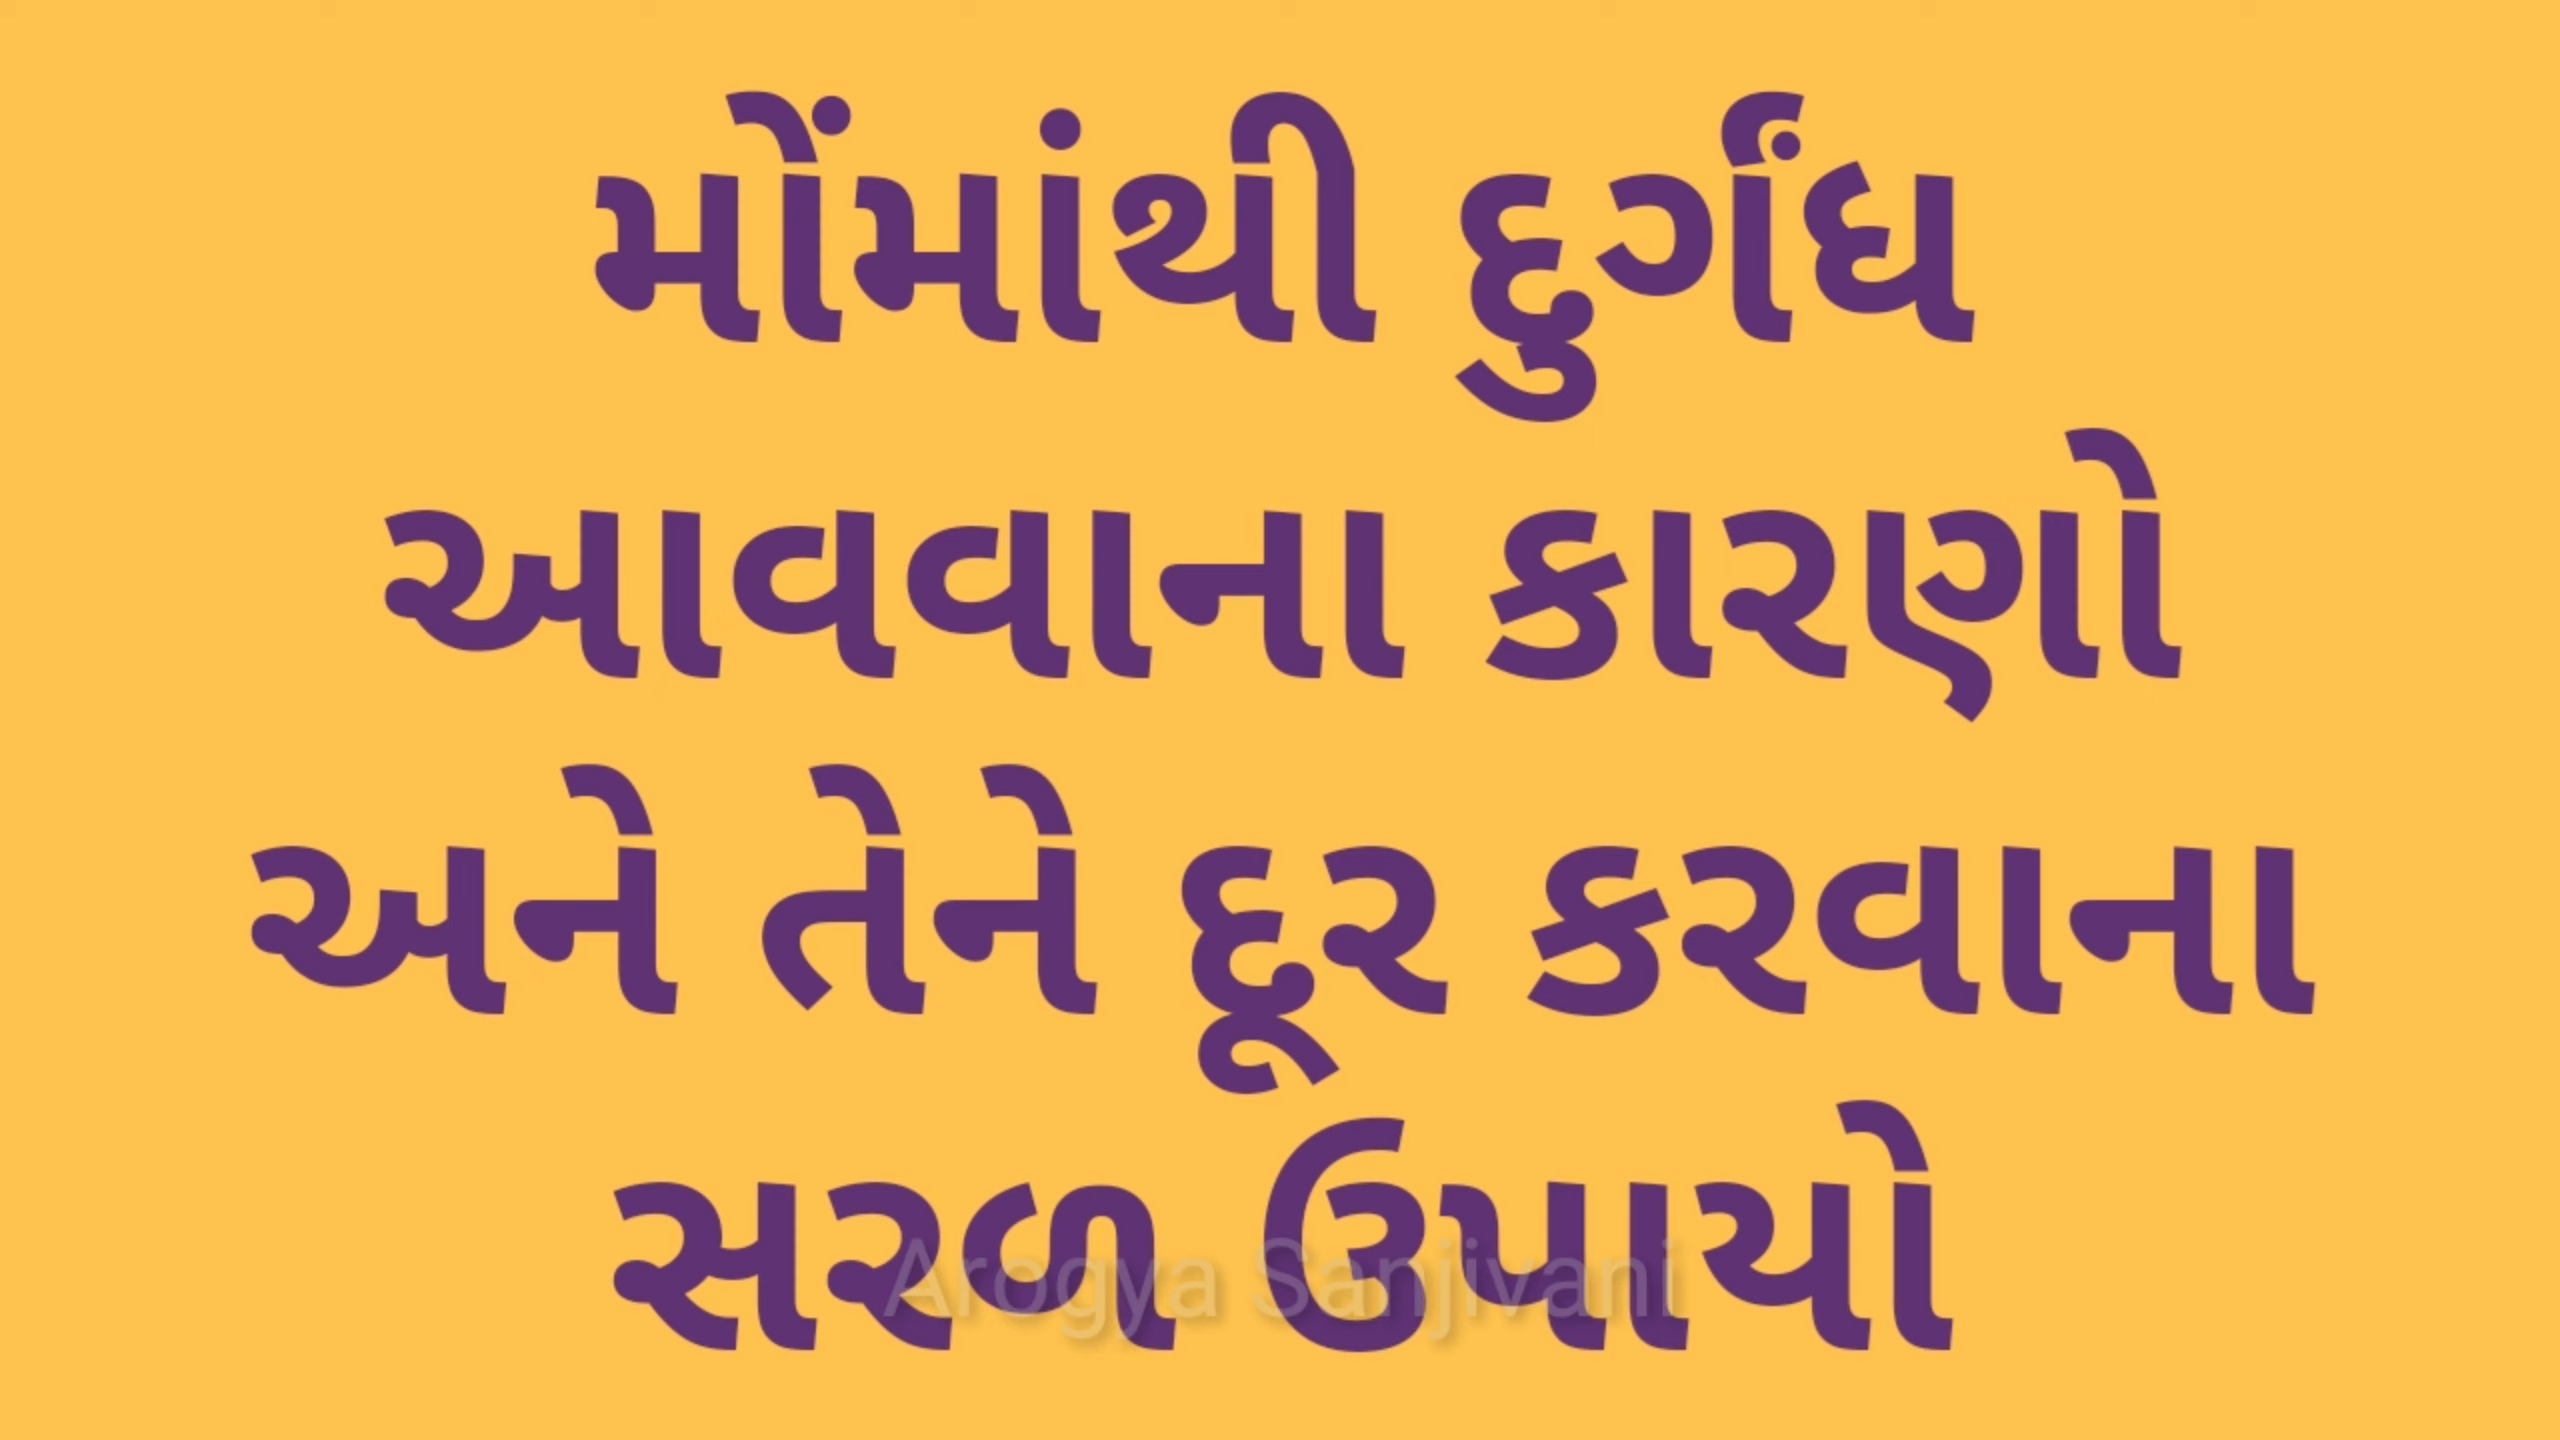 મોંમાંથી દુર્ગંધ
આવવાના કારણો
અને તેને દૂર કરવાના
સરળ ઉપાયો
Arogya Sanjivani